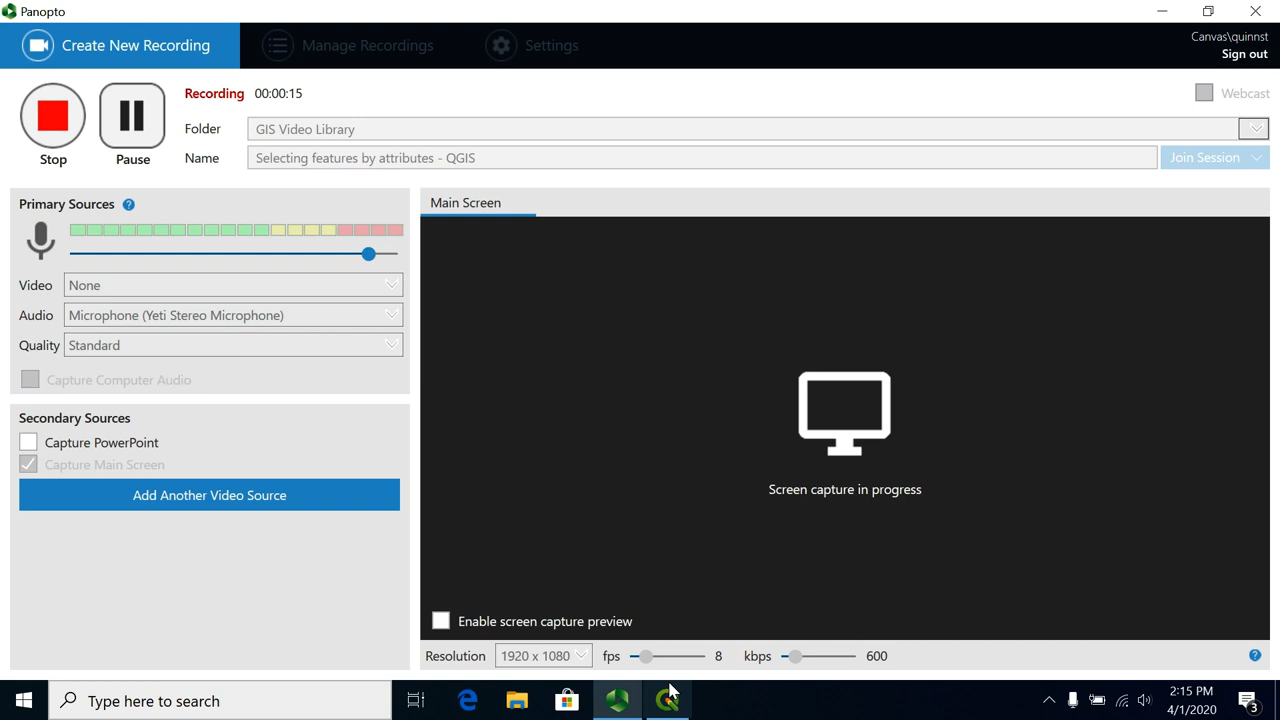 Panopto
Create New Recording
Manage Recordings
Settings
Canvas\quinnst
Sign out
Recording 00:00:15
Webcast
Folder GIS Video Library
Stop
Pause
Name Selecting features by attributes - QGIS
Join Session
Primary Sources ?
Main Screen
Video None
Audio Microphone (Yeti Stereo Microphone)
Quality Standard
Capture Computer Audio
Secondary Sources
Capture PowerPoint
Capture Main Screen
Add Another Video Source
Screen capture in progress
Enable screen capture preview
Resolution 1920 x 1080 fps 8 kbps 600 ?
Type here to search
2:15 PM
4/1/2020
3